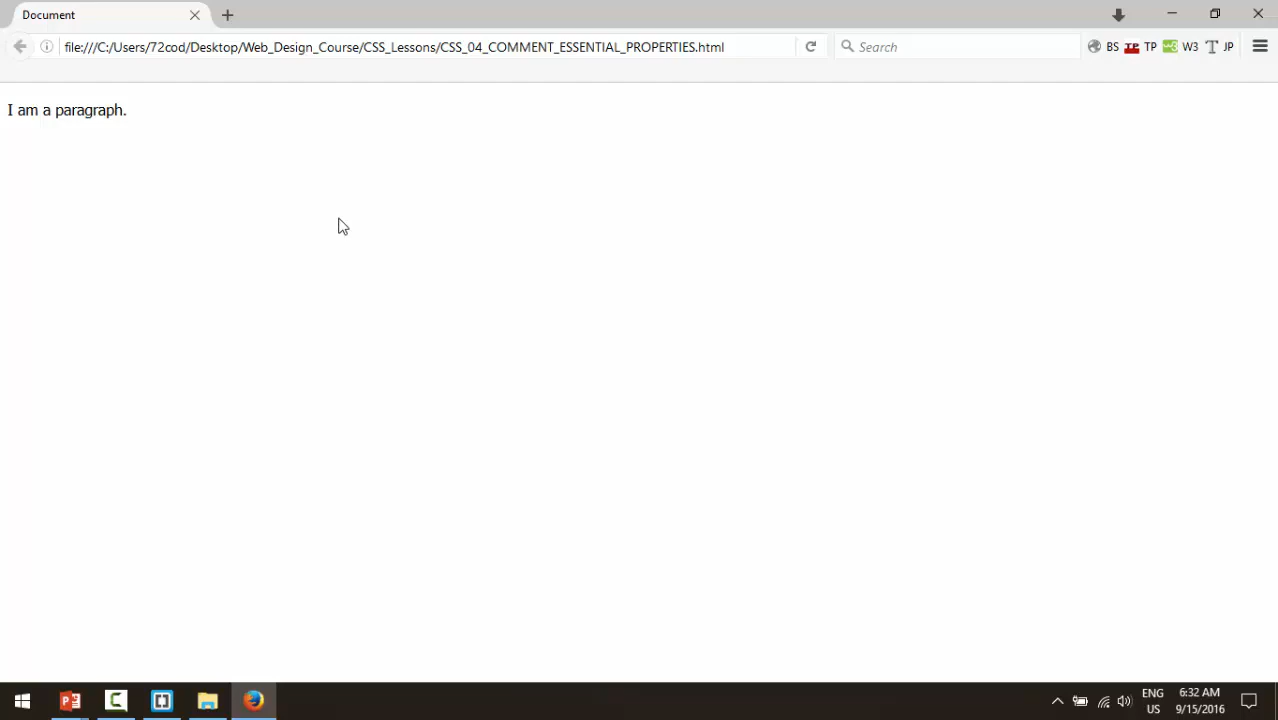 Document
file:///C:/Users/72cod/Desktop/Web_Design_Course/CSS_Lessons/CSS_04_COMMENT_ESSENTIAL_PROPERTIES.html
Search
BS TP TP W3 T JP
I am a paragraph.
ENG 6:32 AM
US 9/15/2016